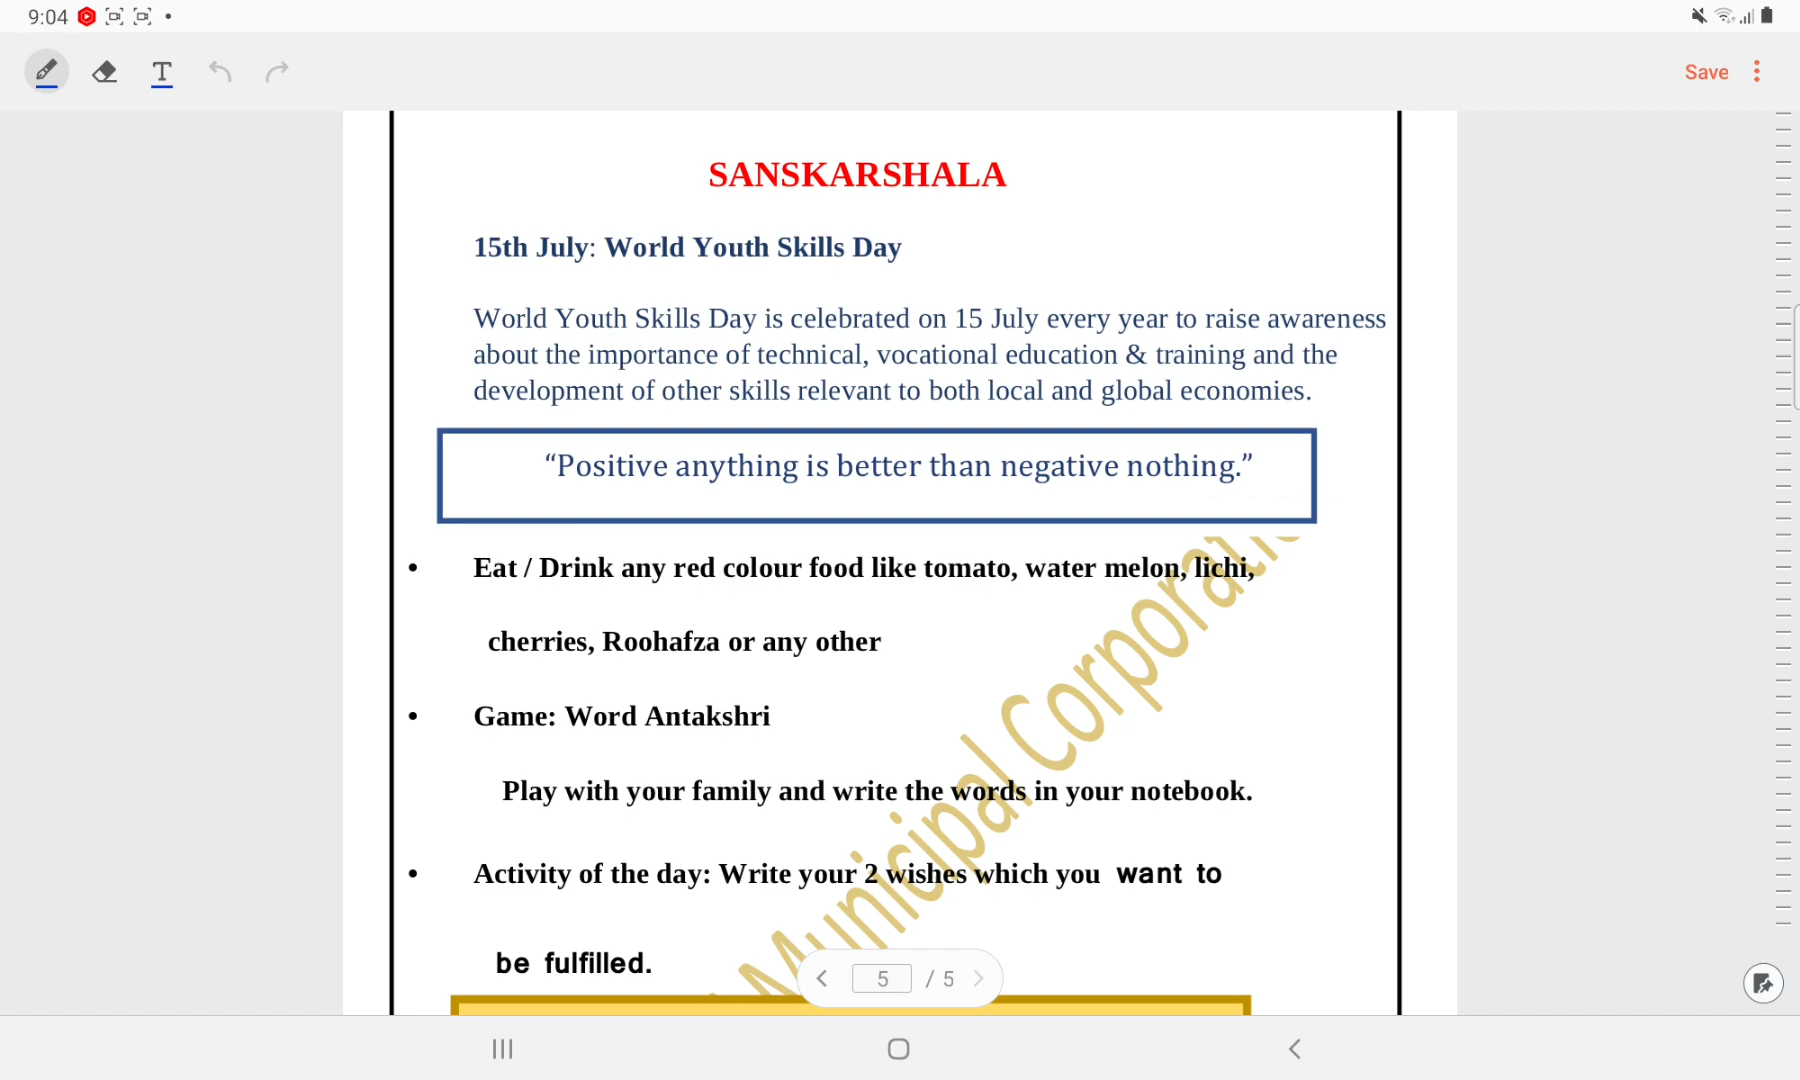 9:04
T
Save
SANSKARSHALA
15th July: World Youth Skills Day
World Youth Skills Day is celebrated on 15 July every year to raise awareness
about the importance of technical, vocational education & training and the
development of other skills relevant to both local and global economies.
“Positive anything is better than negative nothing.”
• Eat / Drink any red colour food like tomato, water melon, lichi,
cherries, Roohafza or any other
• Game: Word Antakshri
Play with your family and write the words in your notebook.
• Activity of the day: Write your 2 wishes which you want to
be fulfilled.
Municipal
5 / 5